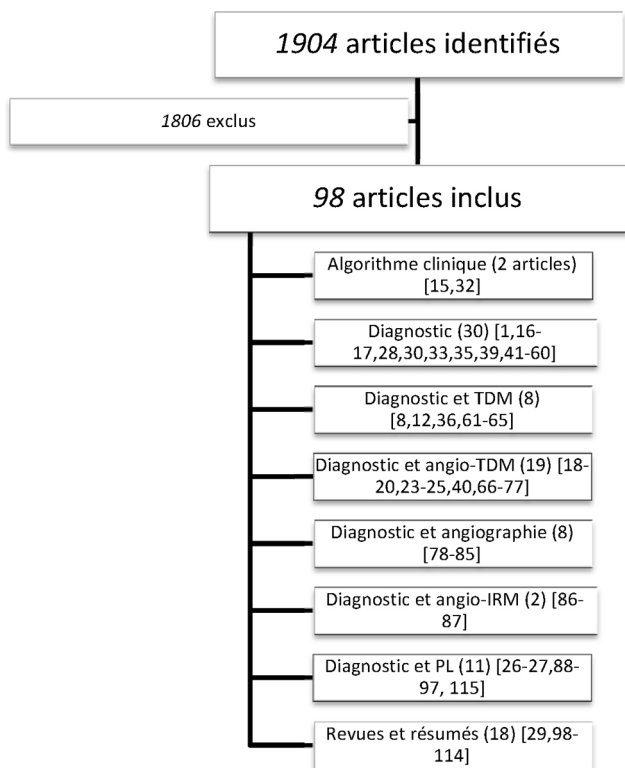 1904 articles identifiés
1806 exclus
98 articles inclus
Algorithme clinique (2 articles)
[15,32]
Diagnostic (30) [1,16-
17,28,30,33,35,39,41-60]
Diagnostic et TDM (8)
[8,12,36,61-65]
Diagnostic et angio-TDM (19) [18-
20,23-25,40,66-77]
Diagnostic et angiographie (8)
[78-85]
Diagnostic et angio-IRM (2) [86-
87]
Diagnostic et PL (11) [26-27,88-
97, 115]
Revues et résumés (18) [29,98-
114]